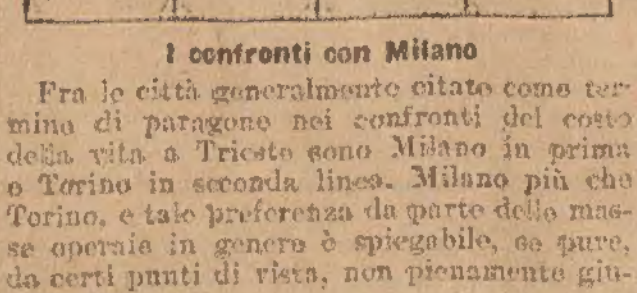 I confronti con Milano
Fra le città generalmente citate come ter-
mine di paragone nei confronti del costo
della vita a Trieste sono Milano in prima
e Torino in seconda linea. Milano più che
Torino, e tale preferenza da parte delle mas-
se operaie in genere è spiegabile, se pure,
da certi punti di vista, non pienamente giu-